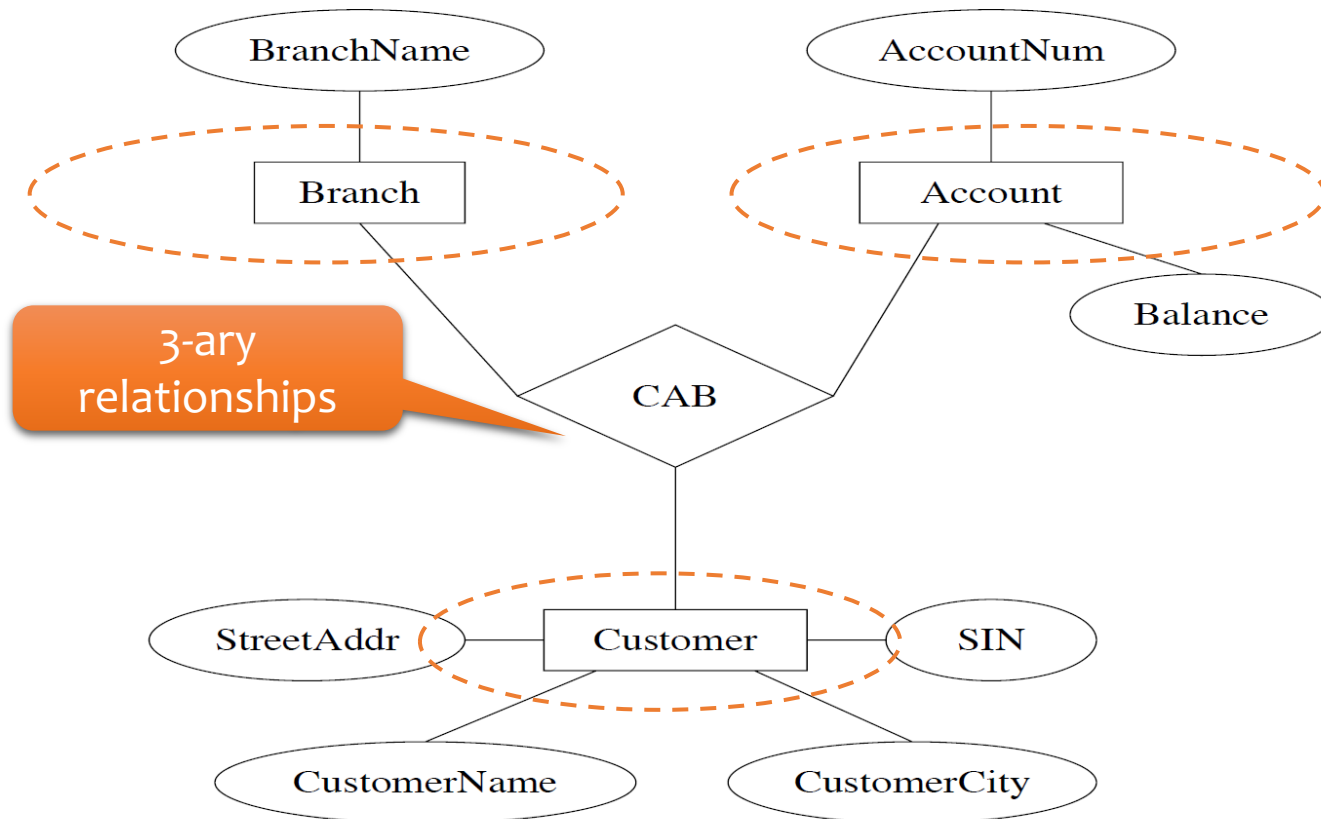 BranchName
AccountNum
Branch
Account
Balance
3-ary
relationships
CAB
StreetAddr
Customer
SIN
CustomerName
CustomerCity